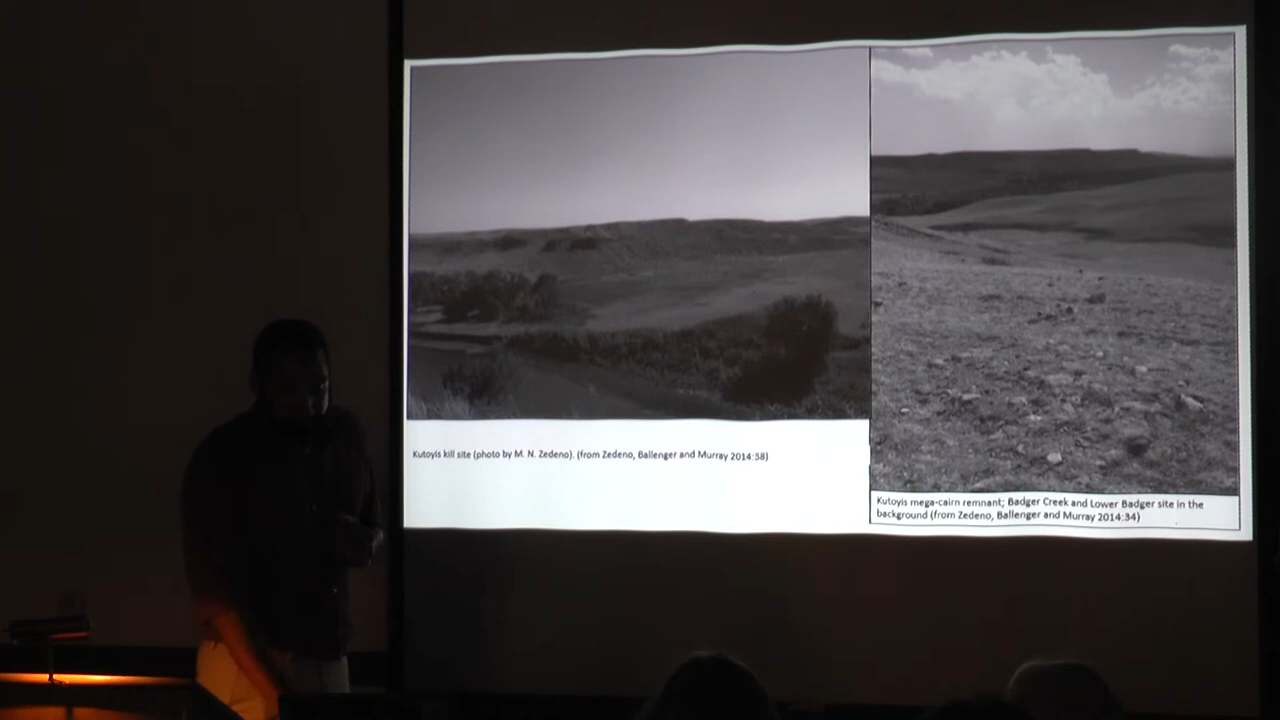 Kutoyis kill site (photo by M. N. Zedeno). (from Zedeno, Ballenger and Murray 2014:38)
Kutoyis mega-cairn remnant; Badger Creek and Lower Badger site in the
background (from Zedeno, Ballenger and Murray 2014:34)